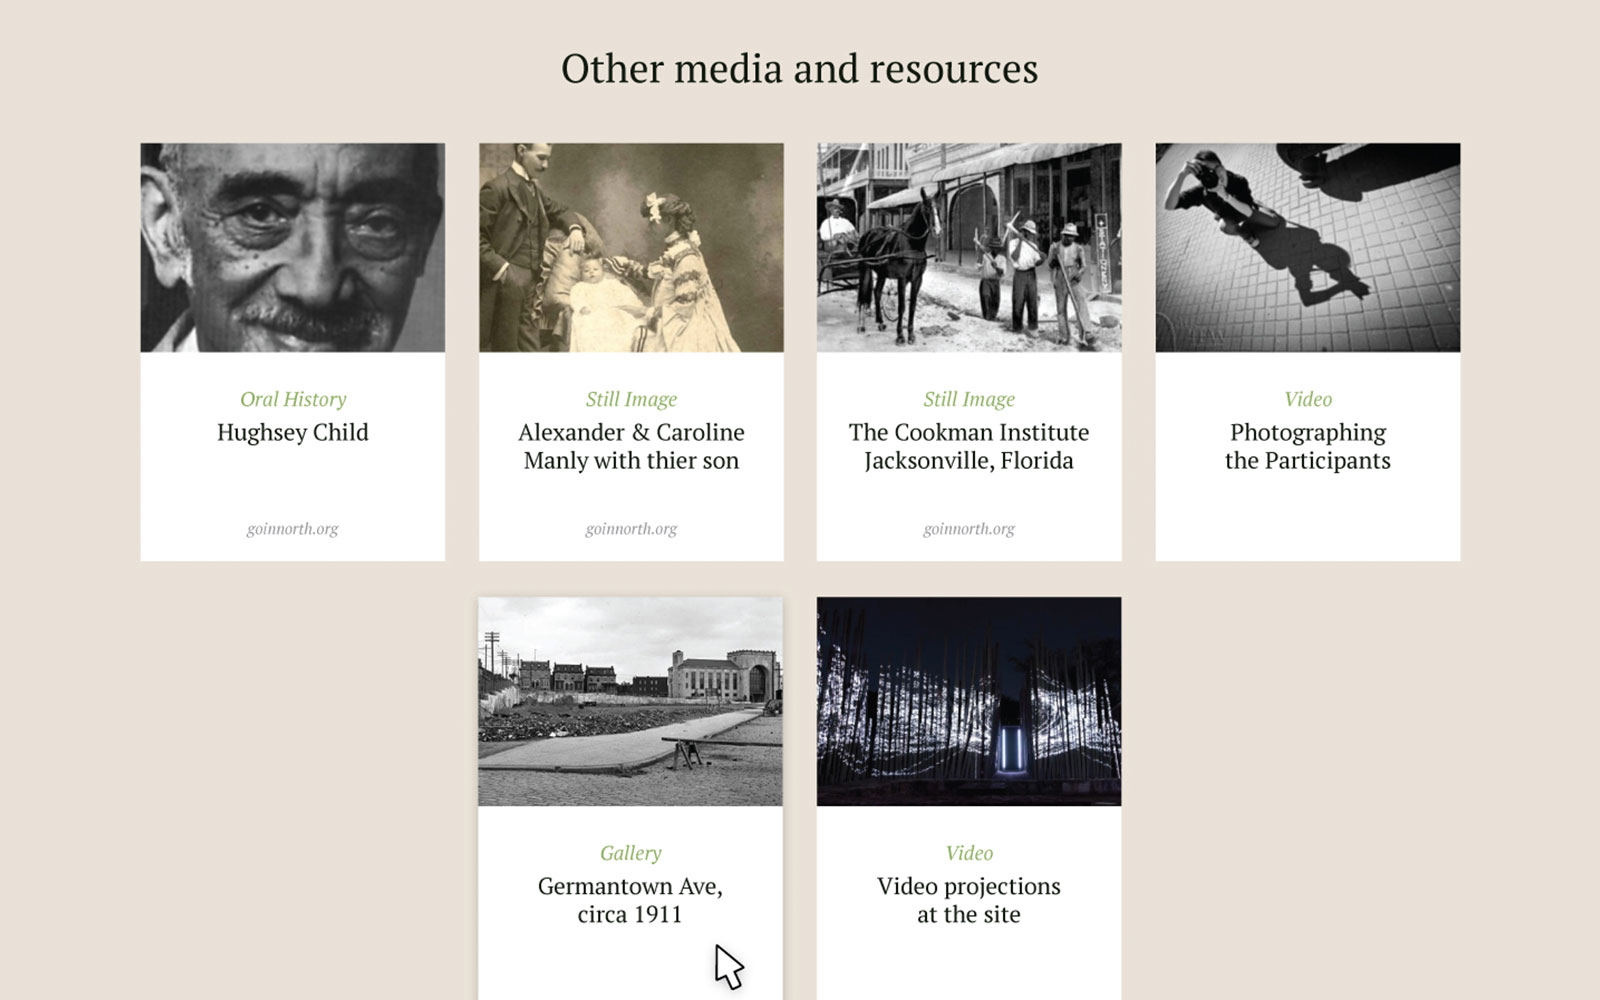 Other media and resources
Oral History
Hughsey Child
goinnorth.org
Still Image
Alexander & Caroline
Manly with thier son
goinnorth.org
Still Image
The Cookman Institute
Jacksonville, Florida
goinnorth.org
Video
Photographing
the Participants
Gallery
Germantown Ave,
circa 1911
Video
Video projections
at the site